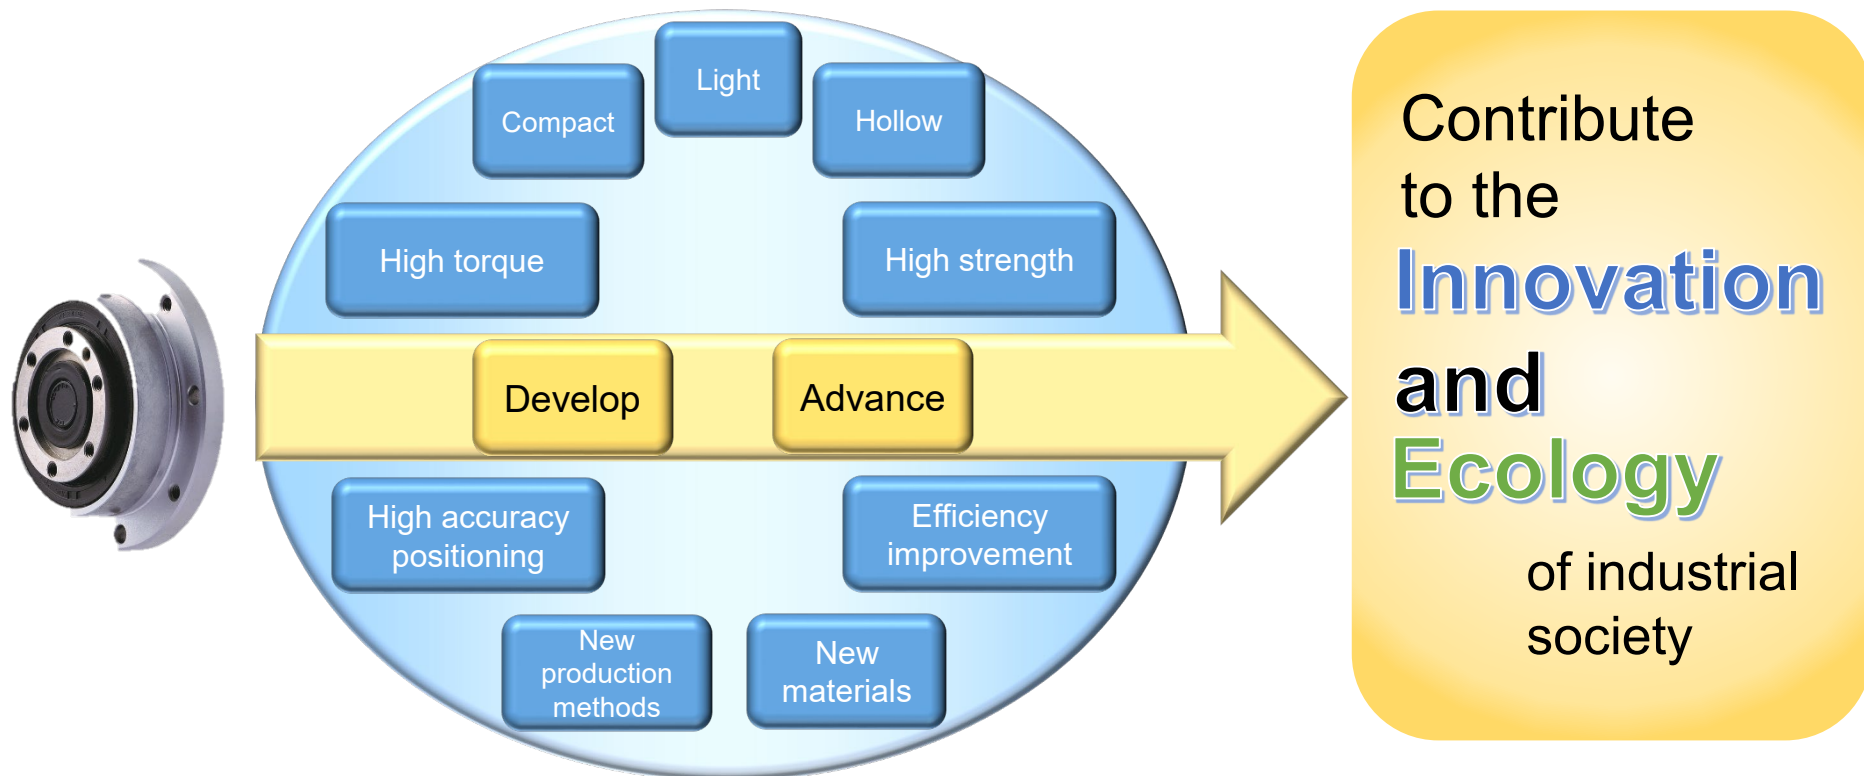 Light
Compact
Hollow
High torque
High strength
Develop
Advance
High accuracy
positioning
Efficiency
improvement
New
production
methods
New
materials
Contribute
to the
Innovation
and
Ecology
of industrial
society